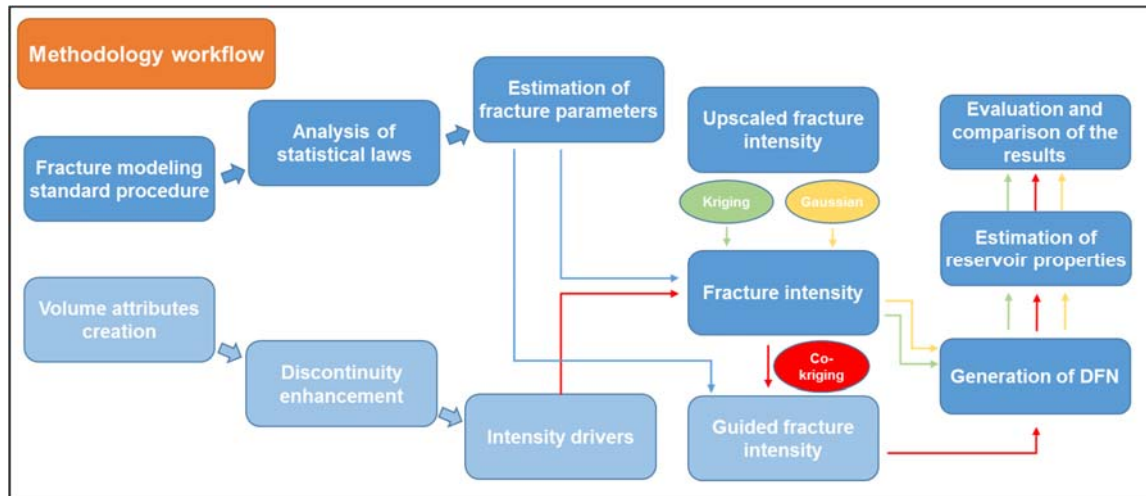 Methodology workflow
Fracture modeling
standard procedure
Analysis of
statistical laws
Estimation of
fracture parameters
Upscaled fracture
intensity
Kriging
Gaussian
Fracture intensity
Co-
kriging
Guided fracture
intensity
Volume attributes
creation
Discontinuity
enhancement
Intensity drivers
Evaluation and
comparison of the
results
Estimation of
reservoir properties
Generation of DFN